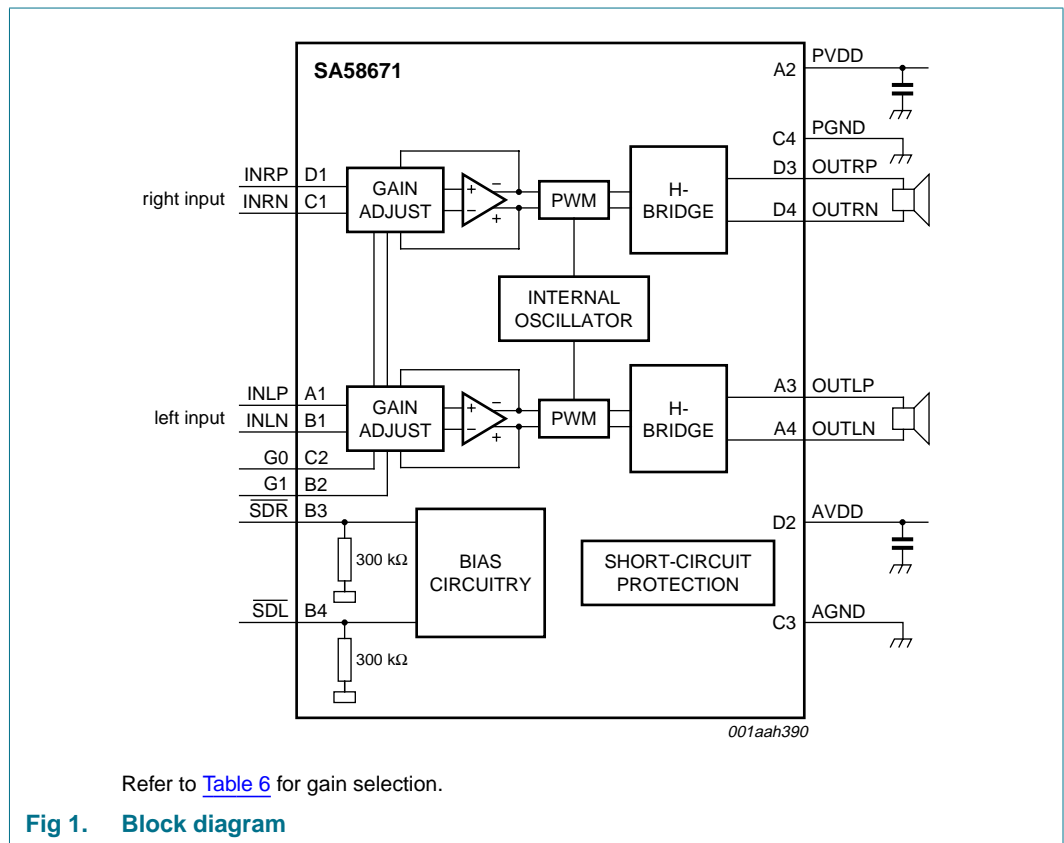 SA58671
A2 PVDD
C4 PGND
right input
INRP D1
INRN C1
GAIN
ADJUST
+ −
− +
PWM
H-
BRIDGE
D3 OUTRP
D4 OUTRN
INTERNAL
OSCILLATOR
left input
INLP A1
INLN B1
GAIN
ADJUST
+ −
− +
PWM
H-
BRIDGE
A3 OUTLP
A4 OUTLN
G0 C2
G1 B2
S̅D̅R̅ B3
300 kΩ
BIAS
CIRCUITRY
SHORT-CIRCUIT
PROTECTION
D2 AVDD
S̅D̅L̅ B4
300 kΩ
C3 AGND
001aah390
Refer to Table 6 for gain selection.
Fig 1. Block diagram